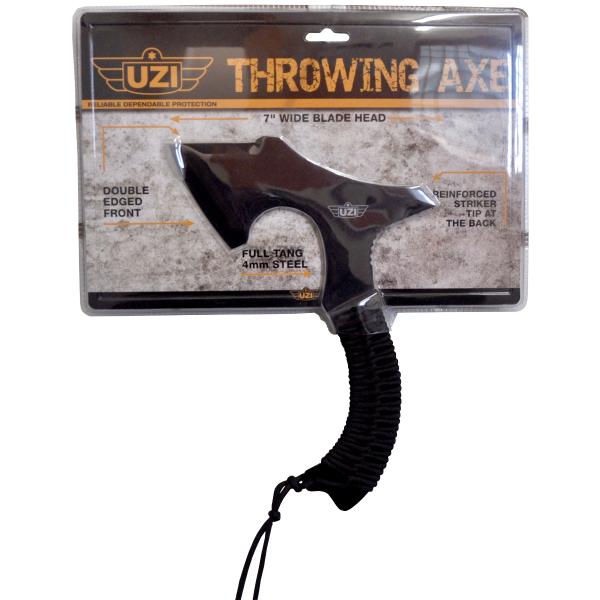 UZI
THROWING AXE
RELIABLE DEPENDABLE PROTECTION
7" WIDE BLADE HEAD
DOUBLE
EDGED
FRONT
UZI
REINFORCED
STRIKER
TIP AT
THE BACK
FULL TANG
4mm STEEL
UZI